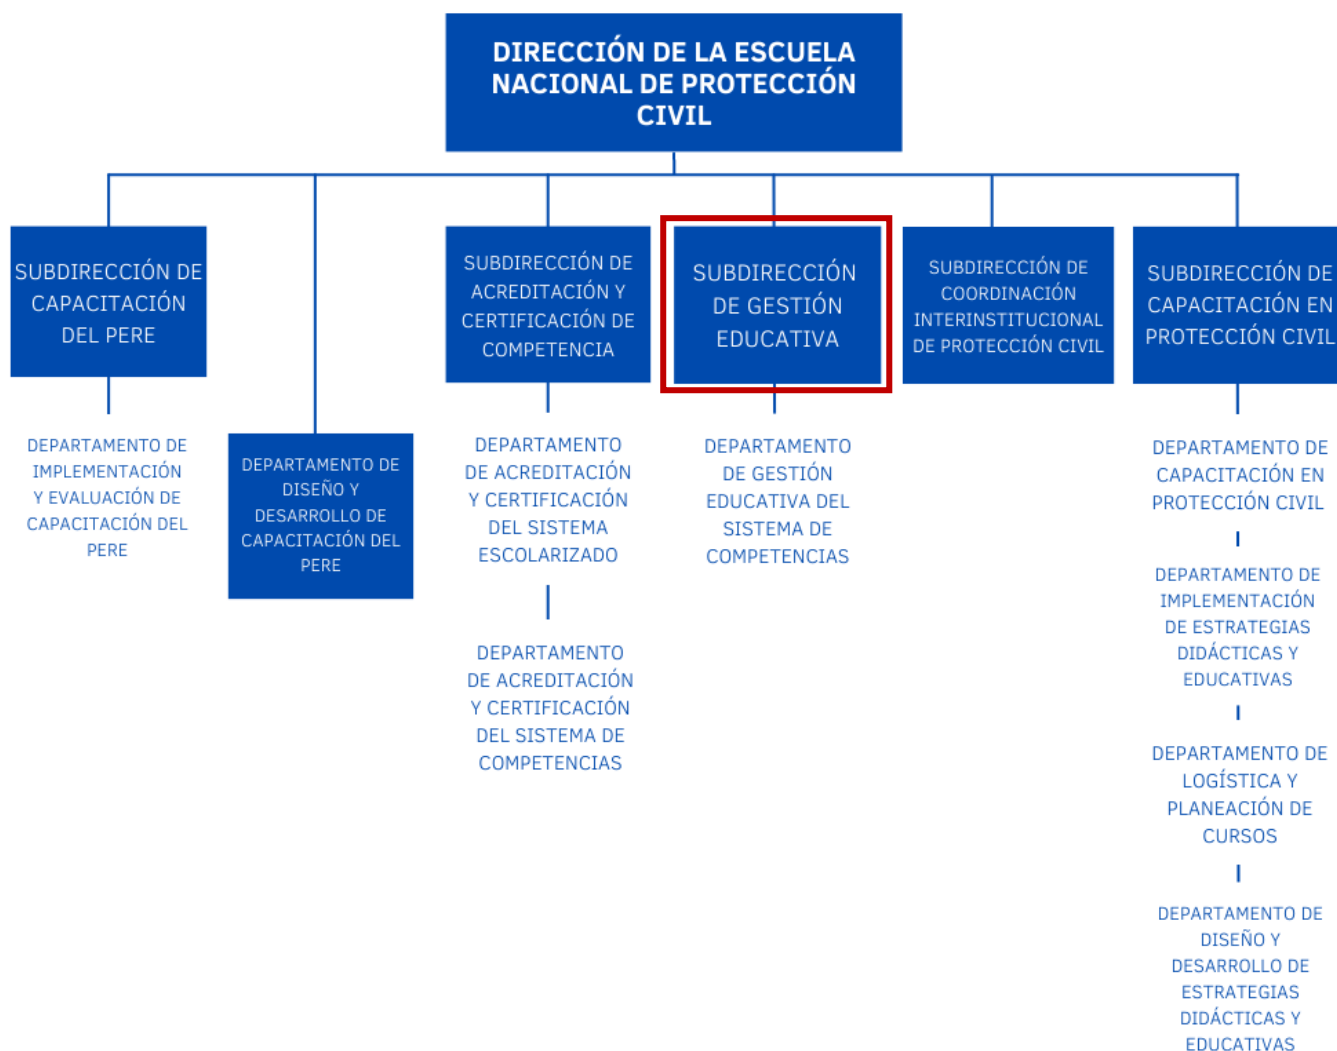 DIRECCIÓN DE LA ESCUELA
NACIONAL DE PROTECCIÓN
CIVIL
SUBDIRECCIÓN DE
CAPACITACIÓN
DEL PERE
DEPARTAMENTO DE
IMPLEMENTACIÓN
Y EVALUACIÓN DE
CAPACITACIÓN DEL
PERE
DEPARTAMENTO DE
DISEÑO Y
DESARROLLO DE
CAPACITACIÓN DEL
PERE
SUBDIRECCIÓN DE
ACREDITACIÓN Y
CERTIFICACIÓN DE
COMPETENCIA
DEPARTAMENTO
DE ACREDITACIÓN
Y CERTIFICACIÓN
DEL SISTEMA
ESCOLARIZADO
DEPARTAMENTO
DE ACREDITACIÓN
Y CERTIFICACIÓN
DEL SISTEMA DE
COMPETENCIAS
SUBDIRECCIÓN
DE GESTIÓN
EDUCATIVA
DEPARTAMENTO
DE GESTIÓN
EDUCATIVA DEL
SISTEMA DE
COMPETENCIAS
SUBDIRECCIÓN DE
COORDINACIÓN
INTERINSTITUCIONAL
DE PROTECCIÓN CIVIL
SUBDIRECCIÓN DE
CAPACITACIÓN EN
PROTECCIÓN CIVIL
DEPARTAMENTO DE
CAPACITACIÓN EN
PROTECCIÓN CIVIL
DEPARTAMENTO DE
IMPLEMENTACIÓN
DE ESTRATEGIAS
DIDÁCTICAS Y
EDUCATIVAS
DEPARTAMENTO DE
LOGÍSTICA Y
PLANEACIÓN DE
CURSOS
DEPARTAMENTO DE
DISEÑO Y
DESARROLLO DE
ESTRATEGIAS
DIDÁCTICAS Y
EDUCATIVAS